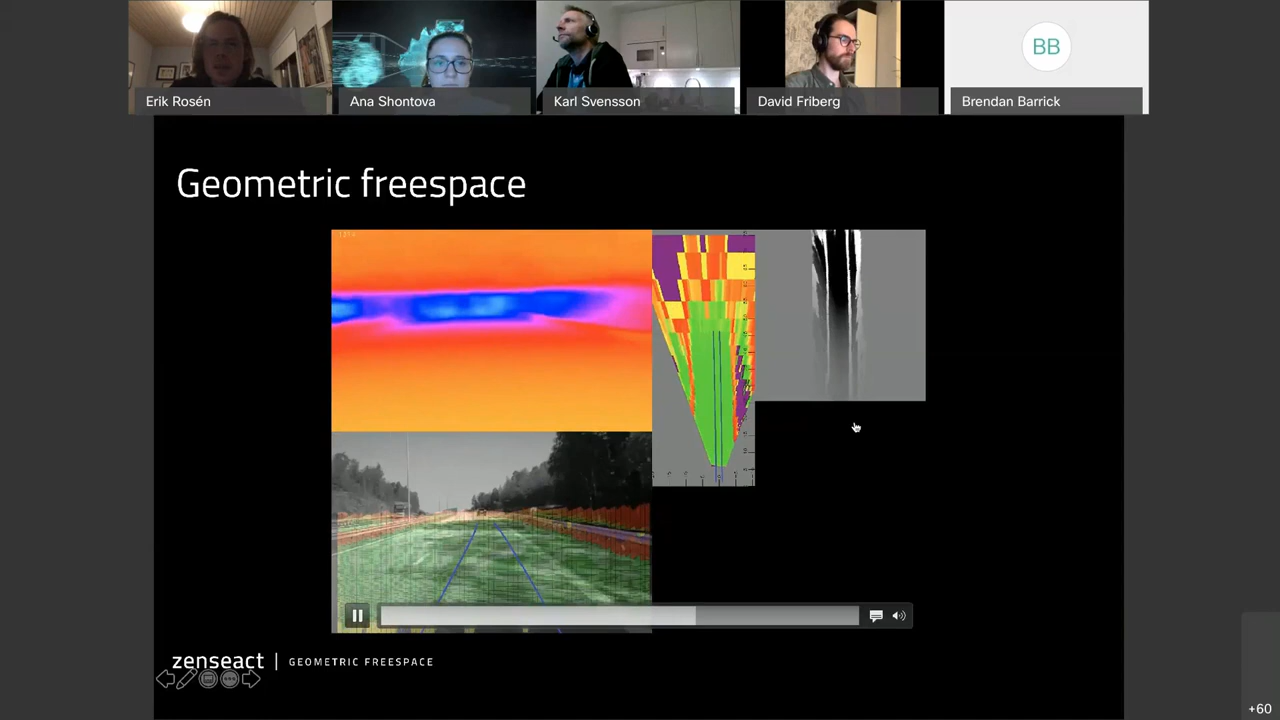 Erik Rosén
Ana Shontova
Karl Svensson
David Friberg
BB
Brendan Barrick
Geometric freespace
zenseact | GEOMETRIC FREESPACE
+60